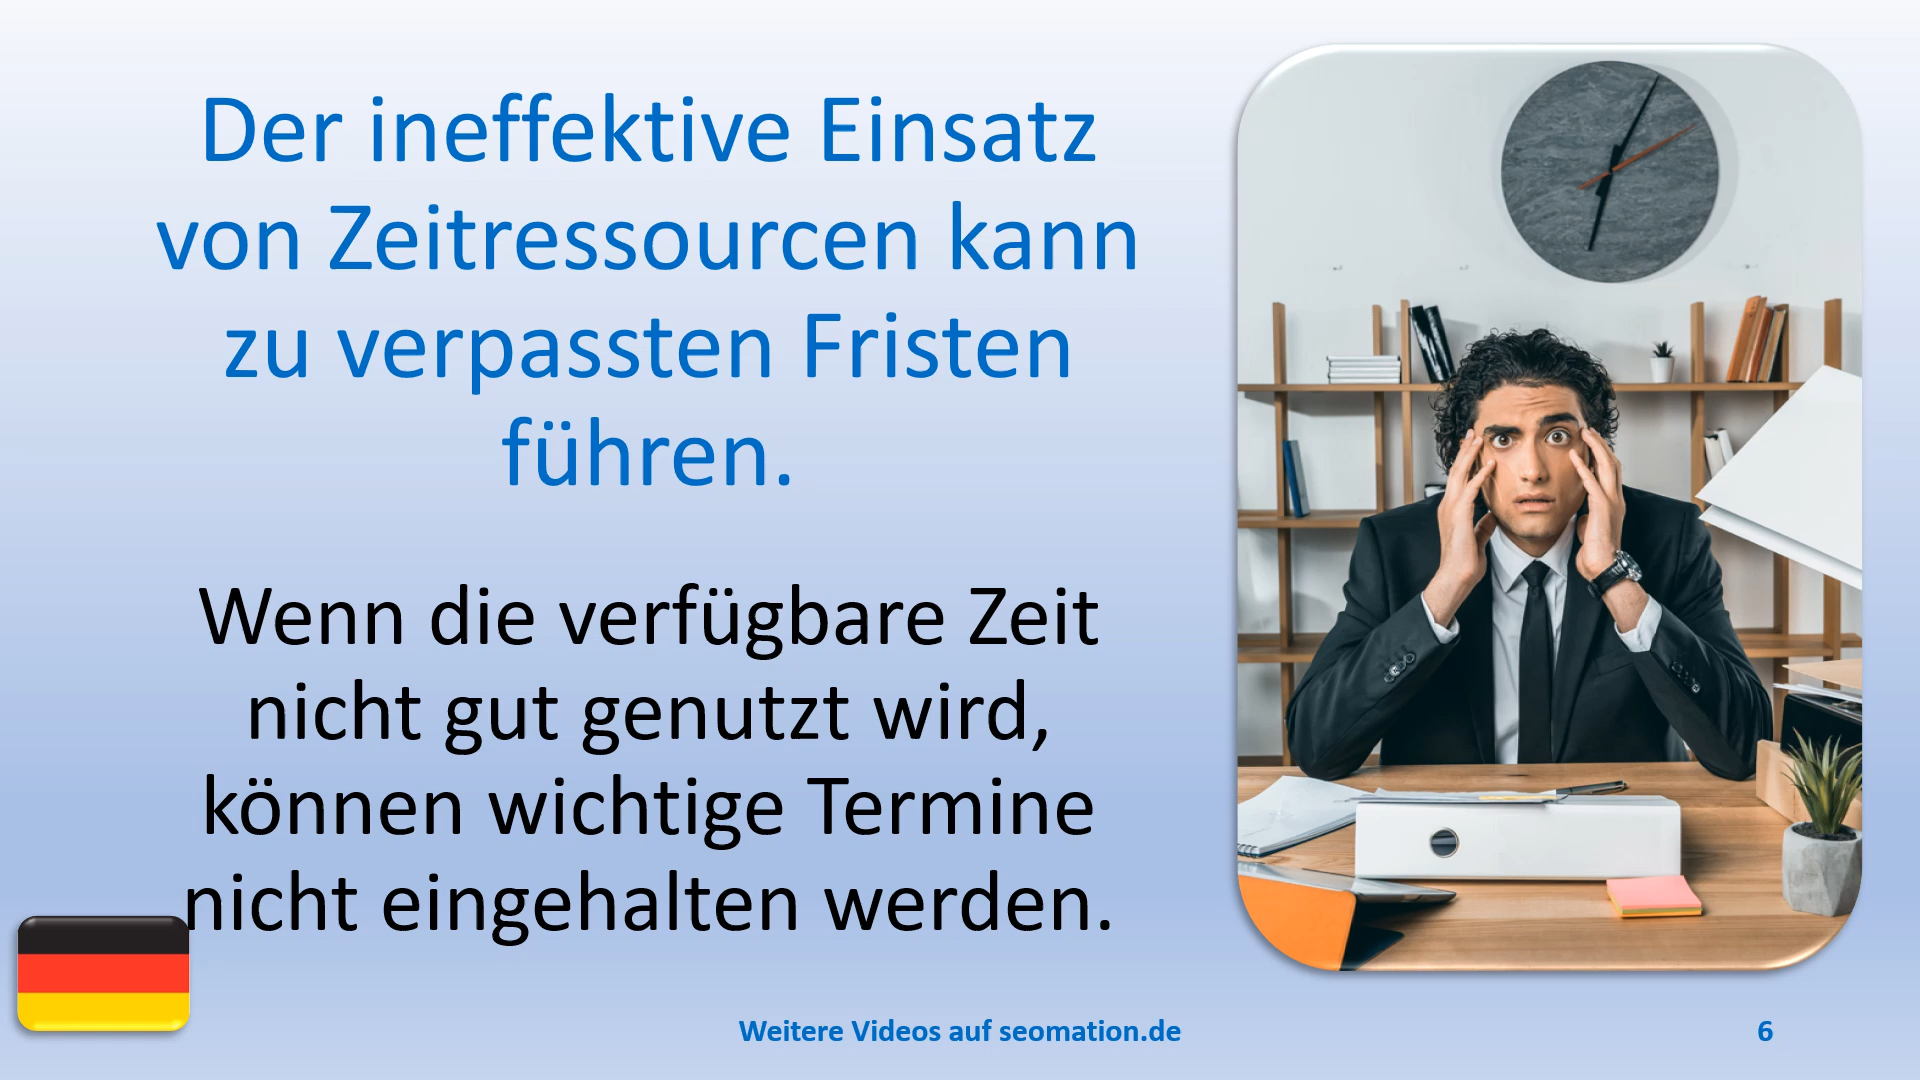 Der ineffektive Einsatz
von Zeitressourcen kann
zu verpassten Fristen
führen.
Wenn die verfügbare Zeit
nicht gut genutzt wird,
können wichtige Termine
nicht eingehalten werden.
Weitere Videos auf seomation.de
6